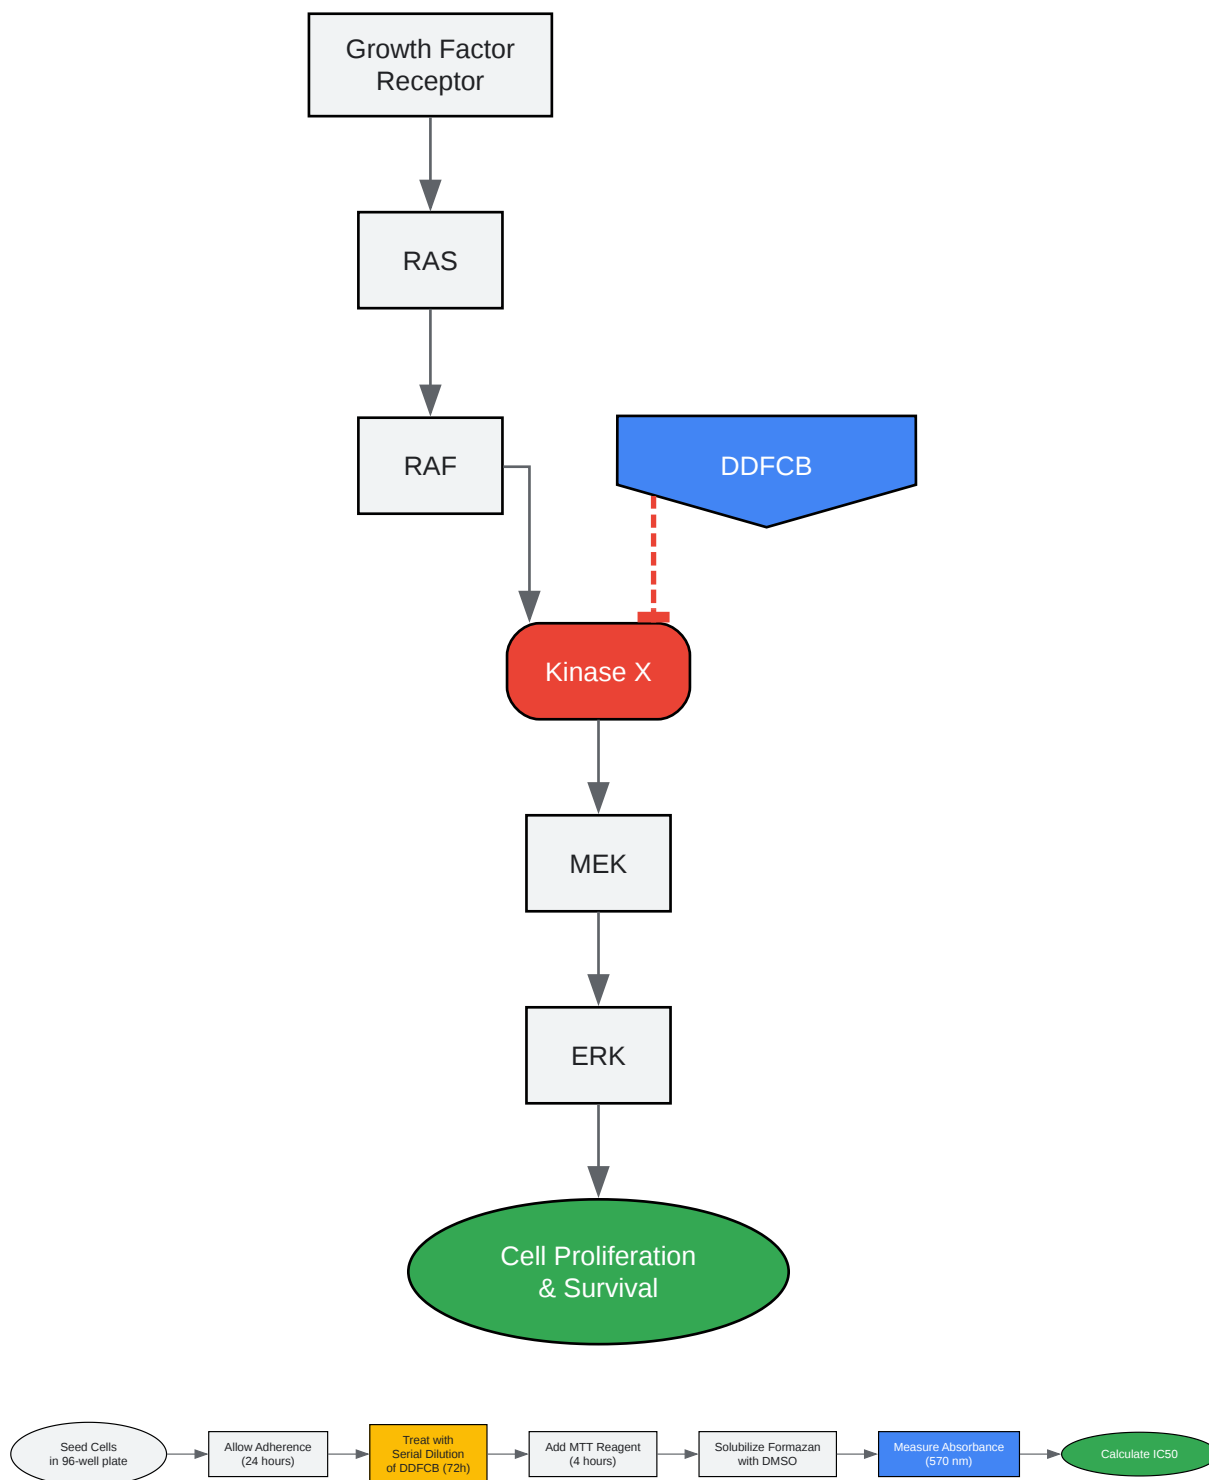 Growth Factor
Receptor
RAS
RAF
DDFCB
Kinase X
MEK
ERK
Cell Proliferation
& Survival
Seed Cells
in 96-well plate
Allow Adherence
(24 hours)
Treat with
Serial Dilution
of DDFCB (72h)
Add MTT Reagent
(4 hours)
Solubilize Formazan
with DMSO
Measure Absorbance
(570 nm)
Calculate IC50